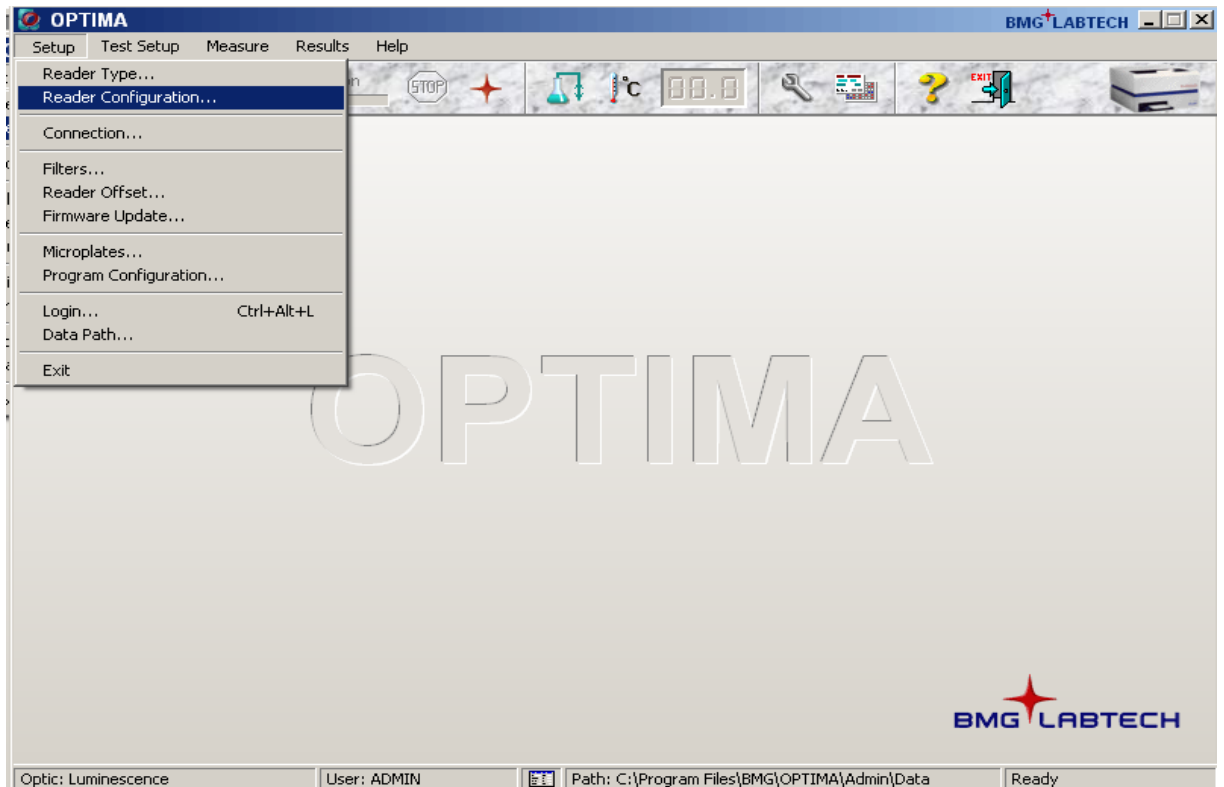 OPTIMA
BMG LABTECH
Setup Test Setup Measure Results Help
Reader Type...
Reader Configuration...
Connection...
Filters...
Reader Offset...
Firmware Update...
Microplates...
Program Configuration...
Login... Ctrl+Alt+L
Data Path...
Exit
STOP
°C
88.8
?
EXIT
OPTIMA
BMG LABTECH
Optic: Luminescence
User: ADMIN
Path: C:\Program Files\BMG\OPTIMA\Admin\Data
Ready